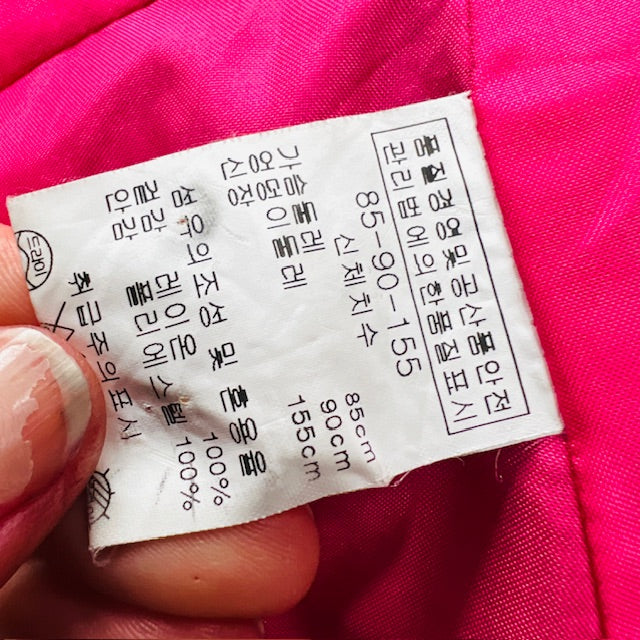 품질경영및공산품안전
관리법에의한품질표시
85-90-155
신체치수
가슴둘레 85cm
엉덩이둘레 90cm
신장 155cm
섬유의조성 및 혼용율
겉감 레이온 100%
안감 폴리에스텔 100%
취급주의표시
드라이